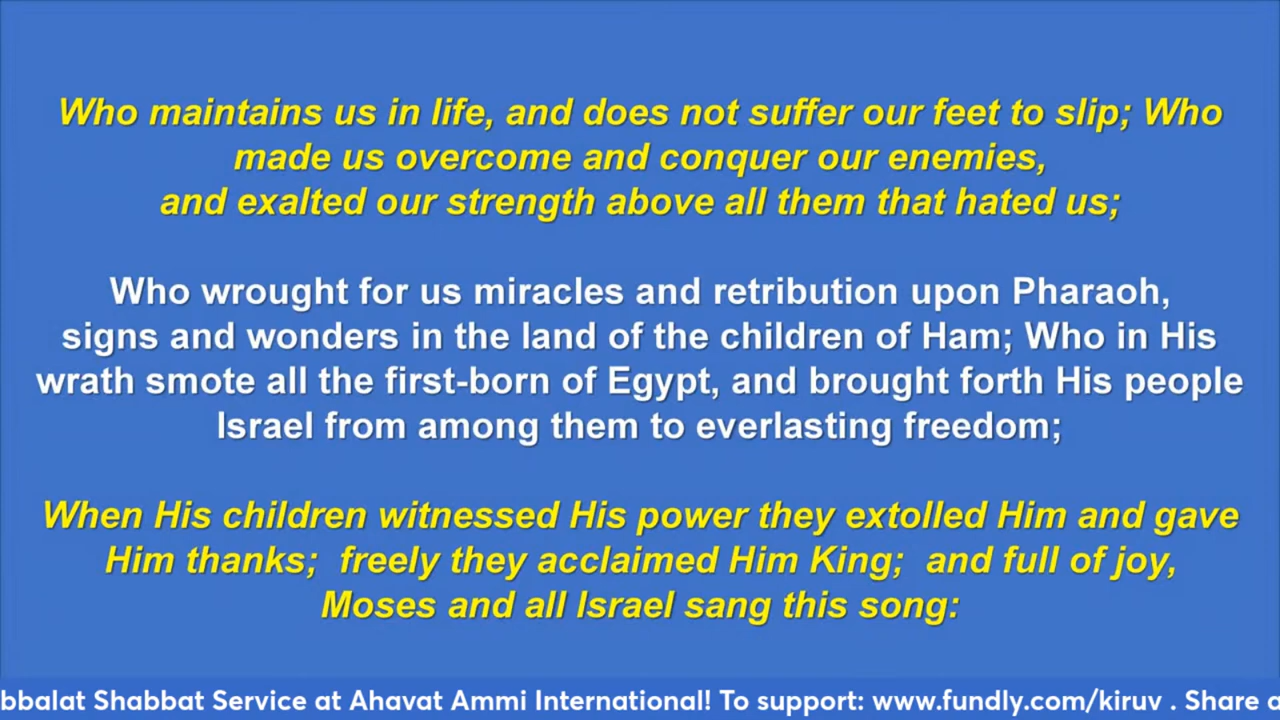 Who maintains us in life, and does not suffer our feet to slip; Who
made us overcome and conquer our enemies,
and exalted our strength above all them that hated us;
Who wrought for us miracles and retribution upon Pharaoh,
signs and wonders in the land of the children of Ham; Who in His
wrath smote all the first-born of Egypt, and brought forth His people
Israel from among them to everlasting freedom;
When His children witnessed His power they extolled Him and gave
Him thanks;  freely they acclaimed Him King;  and full of joy,
Moses and all Israel sang this song:
bbalat Shabbat Service at Ahavat Ammi International! To support: www.fundly.com/kiruv . Share